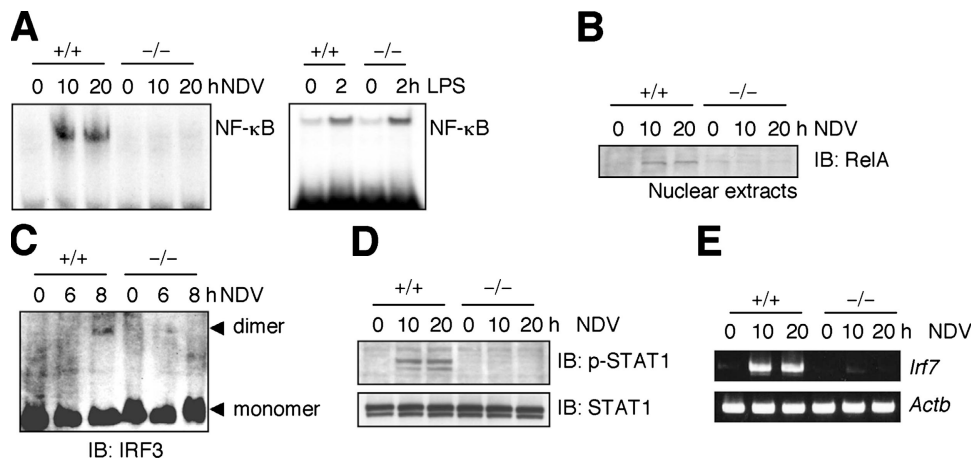 A
+/+ −/−
0 10 20 0 10 20 h NDV
NF-κB
+/+ −/−
0 2 0 2h LPS
NF-κB
B
+/+ −/−
0 10 20 0 10 20 h NDV
IB: RelA
Nuclear extracts
C
+/+ −/−
0 6 8 0 6 8 h NDV
dimer
monomer
IB: IRF3
D
+/+ −/−
0 10 20 0 10 20 h NDV
IB: p-STAT1
IB: STAT1
E
+/+ −/−
0 10 20 0 10 20 h NDV
Irf7
Actb